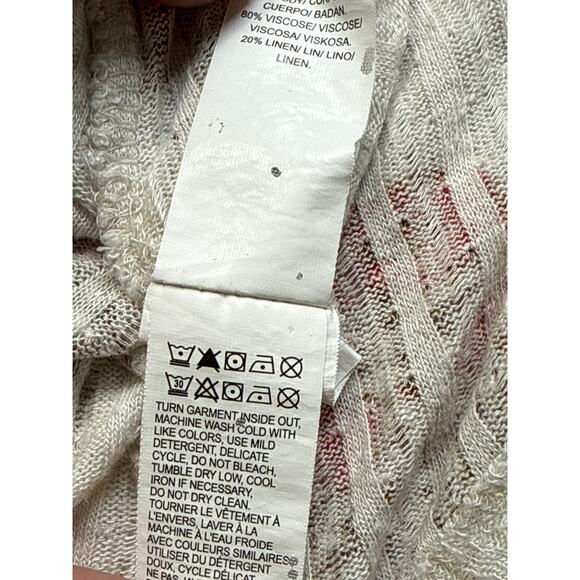 CUERPO/ BADAN.
80% VISCOSE/ VISCOSE/
VISCOSA/ VISKOSA.
20% LINEN/ LIN/ LINO/
LINEN.
30
TURN GARMENT INSIDE OUT,
MACHINE WASH COLD WITH
LIKE COLORS, USE MILD
DETERGENT, DELICATE
CYCLE, DO NOT BLEACH,
TUMBLE DRY LOW, COOL
IRON IF NECESSARY,
DO NOT DRY CLEAN.
TOURNER LE VÊTEMENT À
L'ENVERS, LAVER À LA
MACHINE À L'EAU FROIDE
AVEC COULEURS SIMILAIRES
UTILISER DU DÉTERGENT
DOUX, CYCLE DÉLICAT